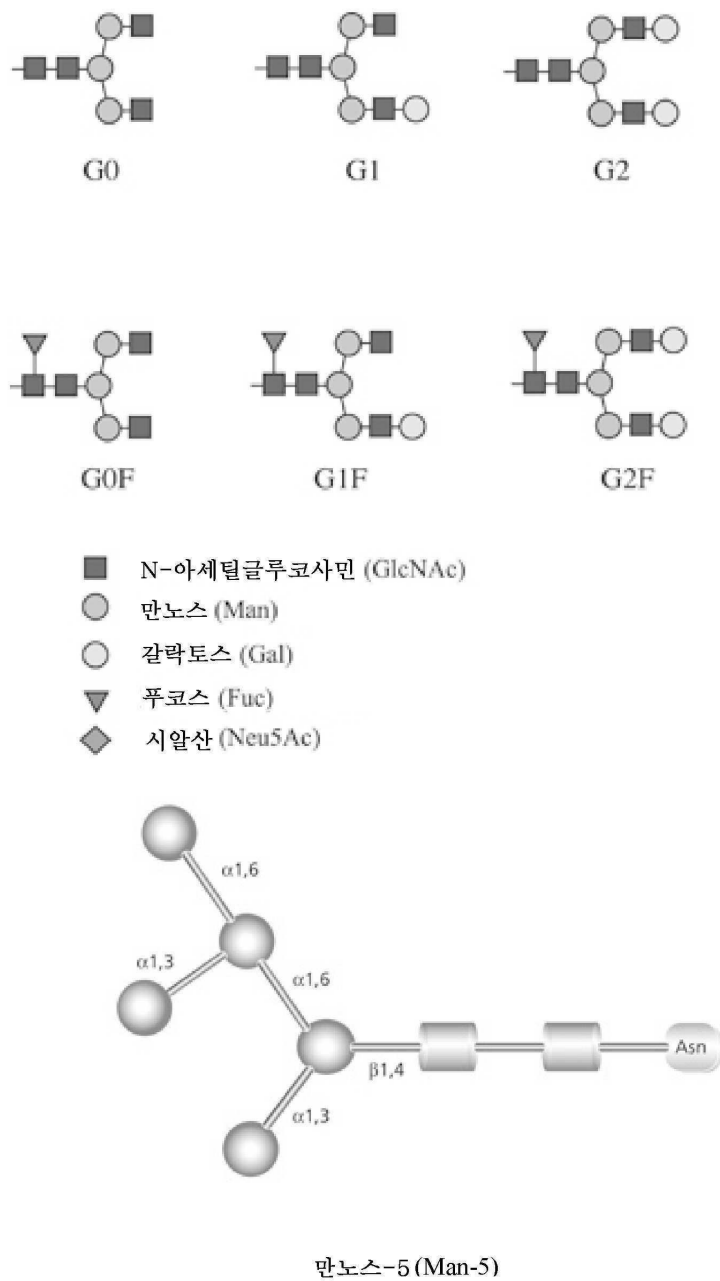 G0 G1 G2
G0F G1F G2F
N-아세틸글루코사민 (GlcNAc)
만노스 (Man)
갈락토스 (Gal)
푸코스 (Fuc)
시알산 (Neu5Ac)
α1,6
α1,3
α1,6
β1,4
Asn
α1,3
만노스-5 (Man-5)